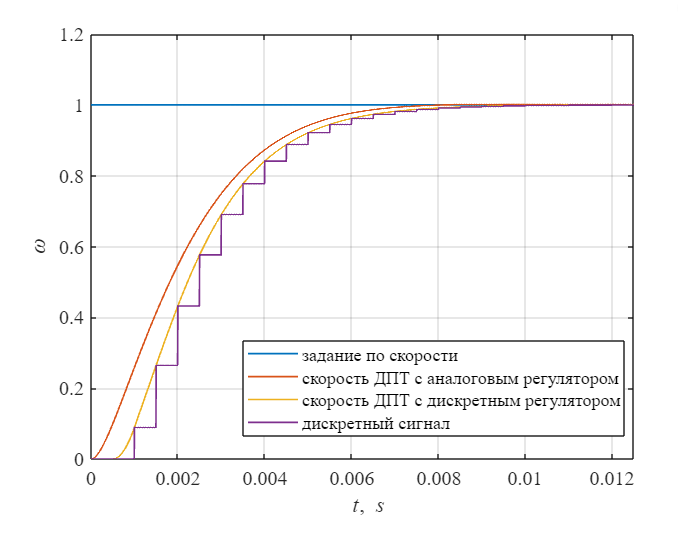 1.2
1
0.8
0.6
0.4
0.2
0
ω
задание по скорости
скорость ДПТ с аналоговым регулятором
скорость ДПТ с дискретным регулятором
дискретный сигнал
0 0.002 0.004 0.006 0.008 0.01 0.012
t, s